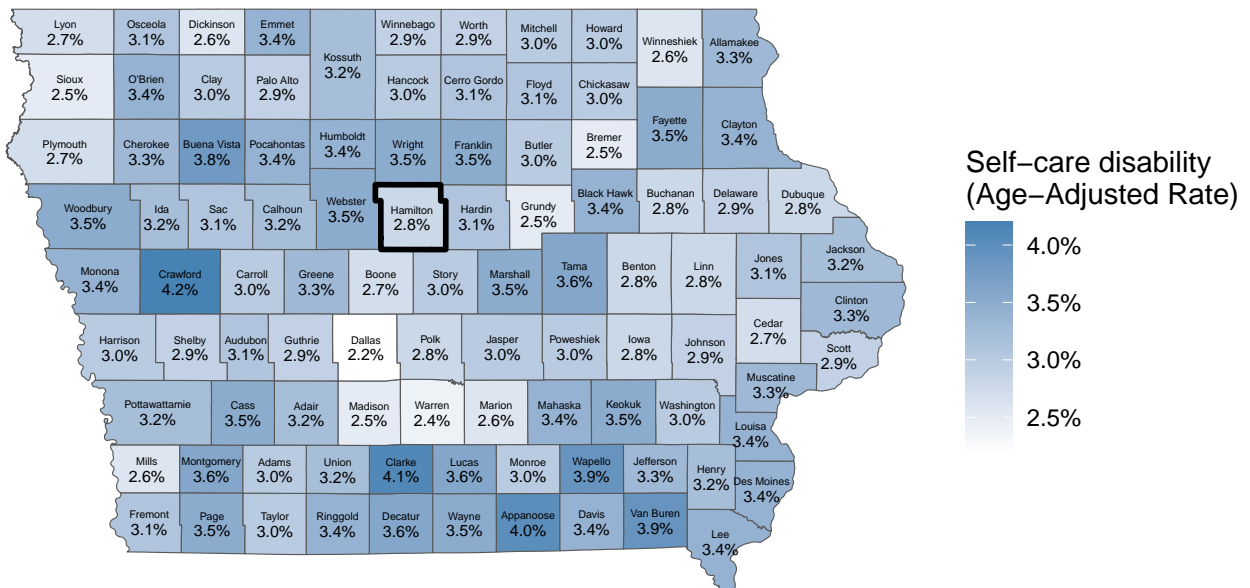 Lyon
2.7%
Osceola
3.1%
Dickinson
2.6%
Emmet
3.4%
Kossuth
3.2%
Winnebago
2.9%
Worth
2.9%
Mitchell
3.0%
Howard
3.0%
Winneshiek
2.6%
Allamakee
3.3%
Sioux
2.5%
O'Brien
3.4%
Clay
3.0%
Palo Alto
2.9%
Hancock
3.0%
Cerro Gordo
3.1%
Floyd
3.1%
Chickasaw
3.0%
Fayette
3.5%
Clayton
3.4%
Plymouth
2.7%
Cherokee
3.3%
Buena Vista
3.8%
Pocahontas
3.4%
Humboldt
3.4%
Wright
3.5%
Franklin
3.5%
Butler
3.0%
Bremer
2.5%
Woodbury
3.5%
Ida
3.2%
Sac
3.1%
Calhoun
3.2%
Webster
3.5%
Hamilton
2.8%
Hardin
3.1%
Grundy
2.5%
Black Hawk
3.4%
Buchanan
2.8%
Delaware
2.9%
Dubuque
2.8%
Monona
3.4%
Crawford
4.2%
Carroll
3.0%
Greene
3.3%
Boone
2.7%
Story
3.0%
Marshall
3.5%
Tama
3.6%
Benton
2.8%
Linn
2.8%
Jones
3.1%
Jackson
3.2%
Clinton
3.3%
Harrison
3.0%
Shelby
2.9%
Audubon
3.1%
Guthrie
2.9%
Dallas
2.2%
Polk
2.8%
Jasper
3.0%
Poweshiek
3.0%
Iowa
2.8%
Johnson
2.9%
Cedar
2.7%
Scott
2.9%
Muscatine
3.3%
Pottawattamie
3.2%
Cass
3.5%
Adair
3.2%
Madison
2.5%
Warren
2.4%
Marion
2.6%
Mahaska
3.4%
Keokuk
3.5%
Washington
3.0%
Louisa
3.4%
Mills
2.6%
Montgomery
3.6%
Adams
3.0%
Union
3.2%
Clarke
4.1%
Lucas
3.6%
Monroe
3.0%
Wapello
3.9%
Jefferson
3.3%
Henry
3.2%
Des Moines
3.4%
Fremont
3.1%
Page
3.5%
Taylor
3.0%
Ringgold
3.4%
Decatur
3.6%
Wayne
3.5%
Appanoose
4.0%
Davis
3.4%
Van Buren
3.9%
Lee
3.4%
Self−care disability
(Age−Adjusted Rate)
4.0%
3.5%
3.0%
2.5%